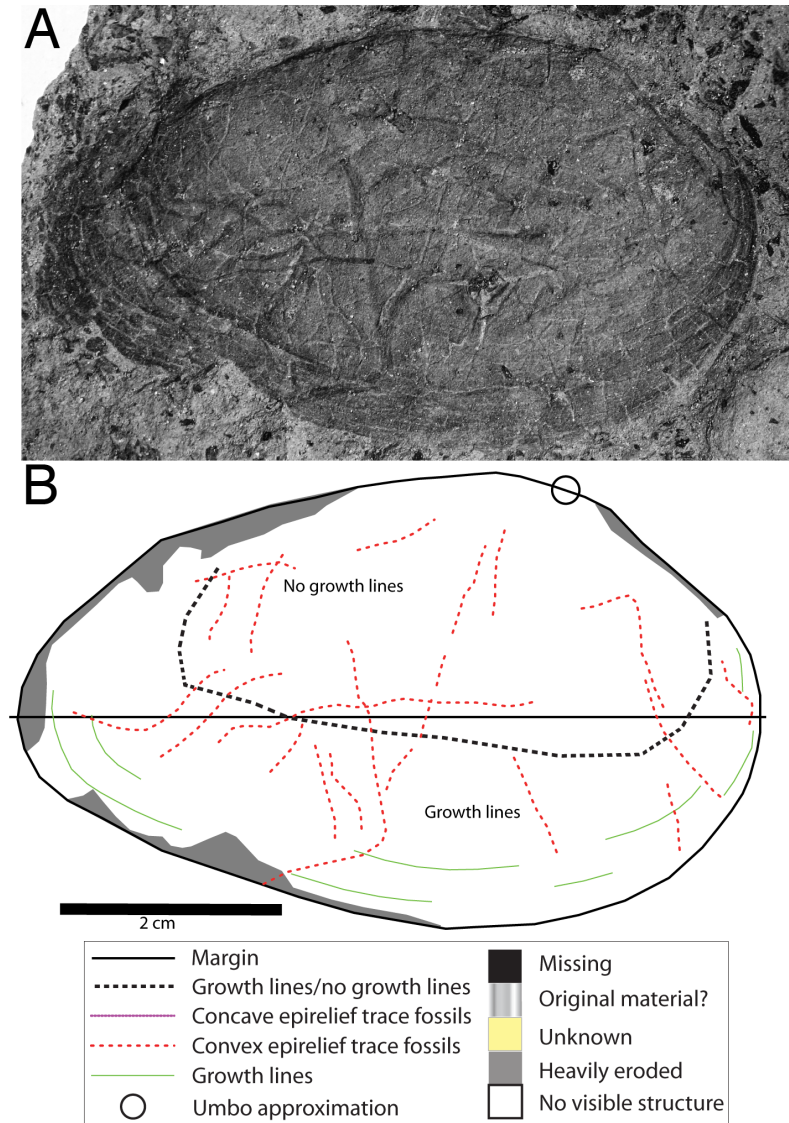 A
B
No growth lines
Growth lines
2 cm
Margin
Growth lines/no growth lines
Concave epirelief trace fossils
Convex epirelief trace fossils
Growth lines
Umbo approximation
Missing
Original material?
Unknown
Heavily eroded
No visible structure